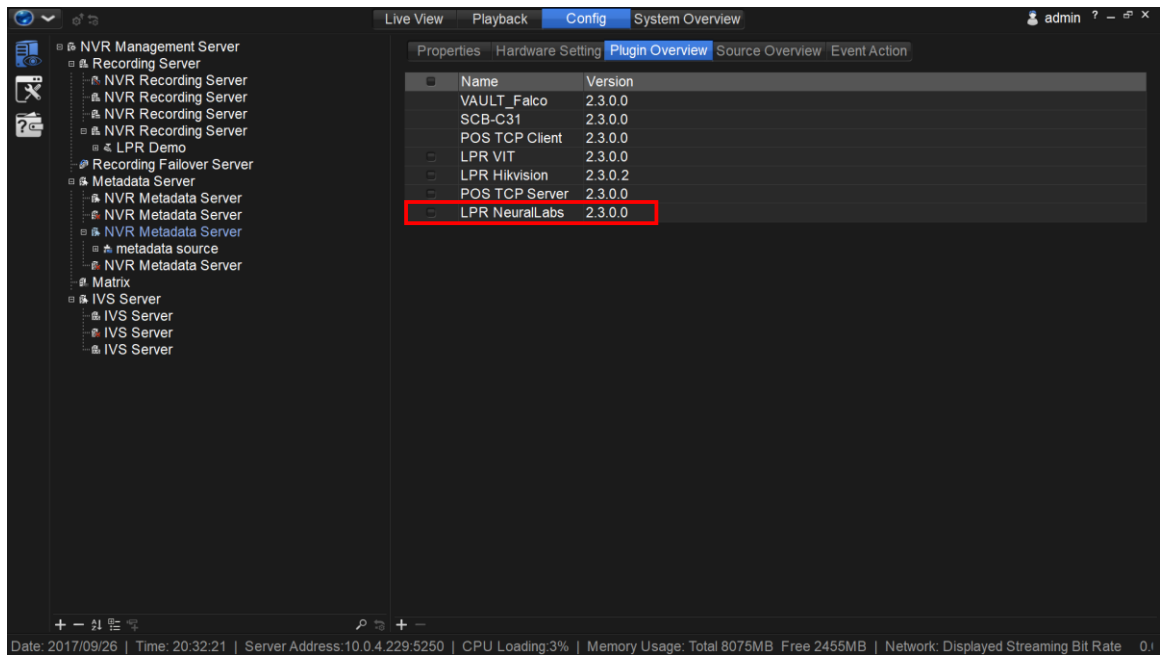 Live View Playback Config System Overview admin ? – ×
NVR Management Server
Recording Server
NVR Recording Server
NVR Recording Server
NVR Recording Server
NVR Recording Server
LPR Demo
Recording Failover Server
Metadata Server
NVR Metadata Server
NVR Metadata Server
NVR Metadata Server
metadata source
NVR Metadata Server
Matrix
IVS Server
IVS Server
IVS Server
IVS Server
Properties Hardware Setting Plugin Overview Source Overview Event Action
Name Version
VAULT_Falco 2.3.0.0
SCB-C31 2.3.0.0
POS TCP Client 2.3.0.0
LPR VIT 2.3.0.0
LPR Hikvision 2.3.0.2
POS TCP Server 2.3.0.0
LPR NeuralLabs 2.3.0.0
Date: 2017/09/26 | Time: 20:32:21 | Server Address:10.0.4.229:5250 | CPU Loading:3% | Memory Usage: Total 8075MB Free 2455MB | Network: Displayed Streaming Bit Rate 0.